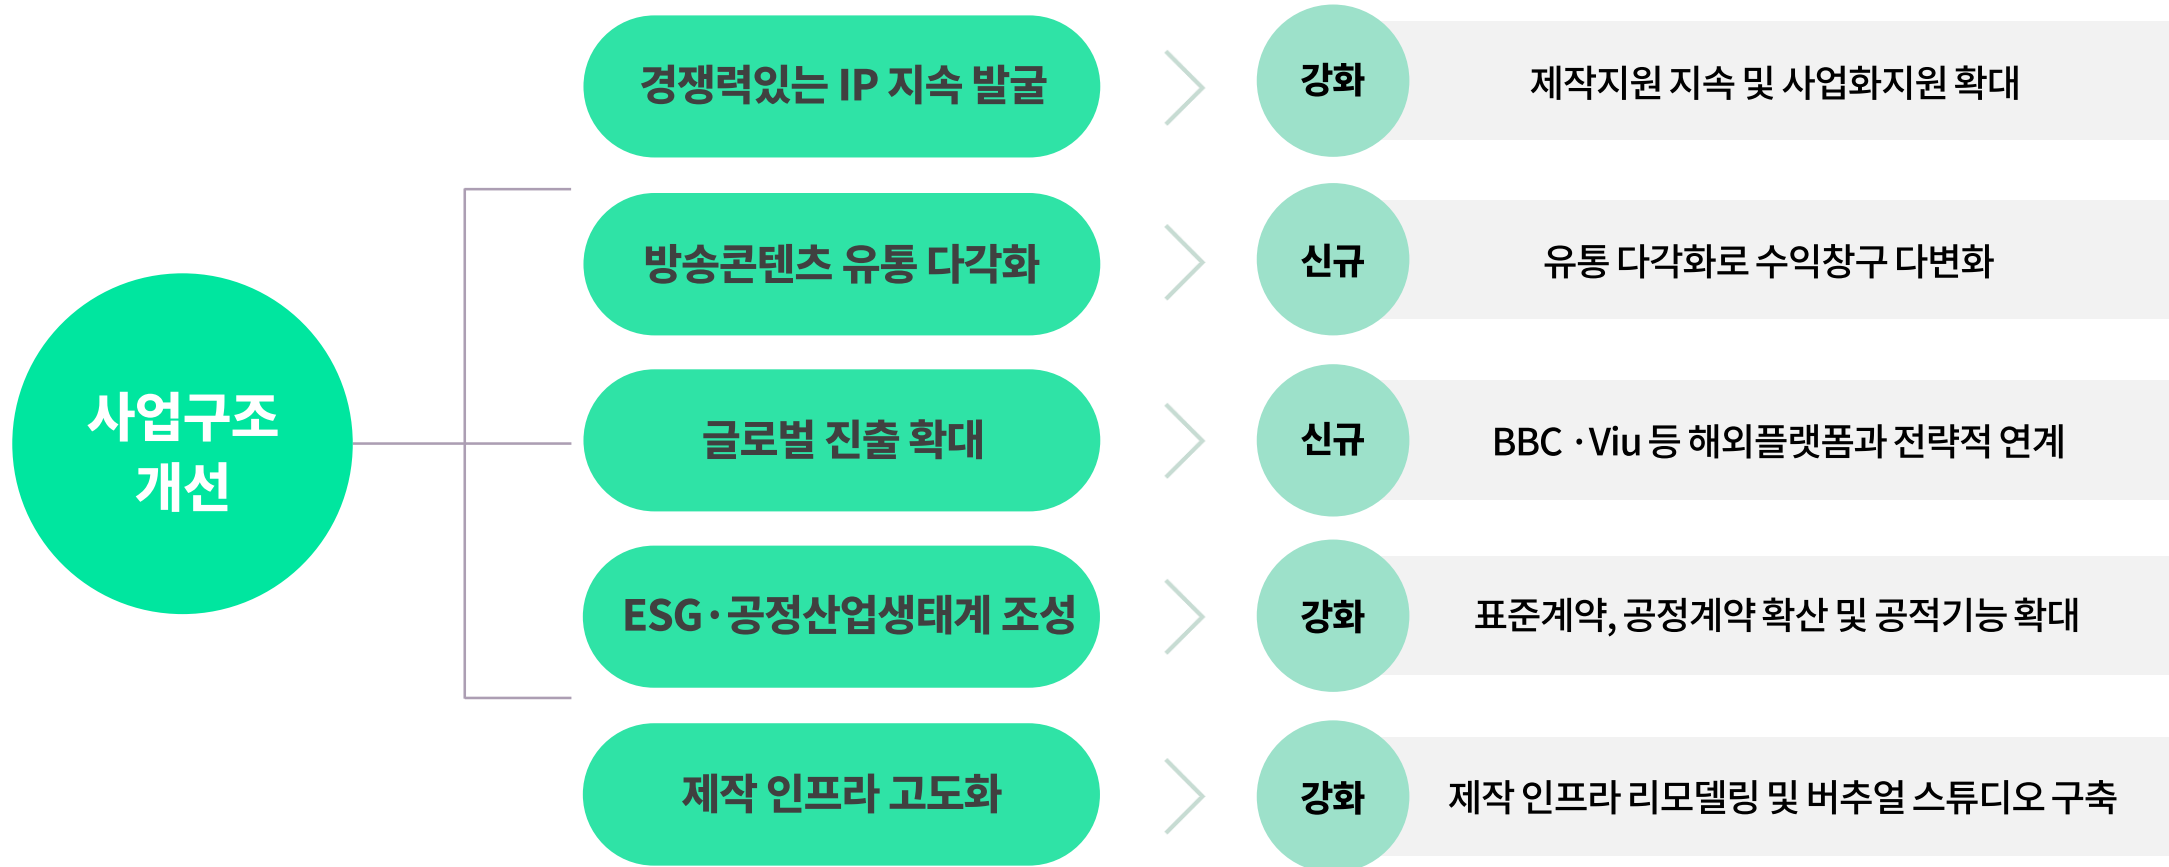 사업구조
개선
경쟁력있는 IP 지속 발굴
강화
제작지원 지속 및 사업화지원 확대
방송콘텐츠 유통 다각화
신규
유통 다각화로 수익창구 다변화
글로벌 진출 확대
신규
BBC ·Viu 등 해외플랫폼과 전략적 연계
ESG·공정산업생태계 조성
강화
표준계약, 공정계약 확산 및 공적기능 확대
제작 인프라 고도화
강화
제작 인프라 리모델링 및 버추얼 스튜디오 구축